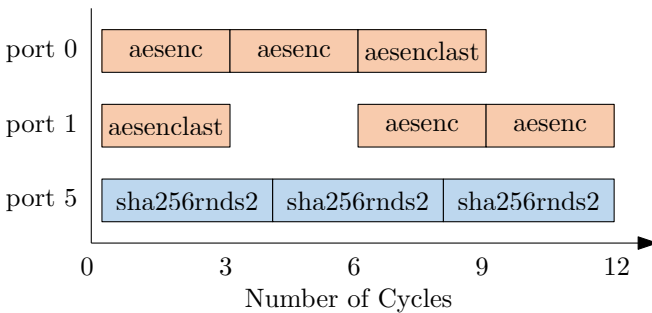 port 0 aesenc aesenc aesenclast
port 1 aesenclast aesenc aesenc
port 5 sha256rnds2 sha256rnds2 sha256rnds2
0 3 6 9 12
Number of Cycles